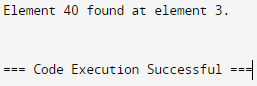 Element 40 found at element 3.
=== Code Execution Successful ===